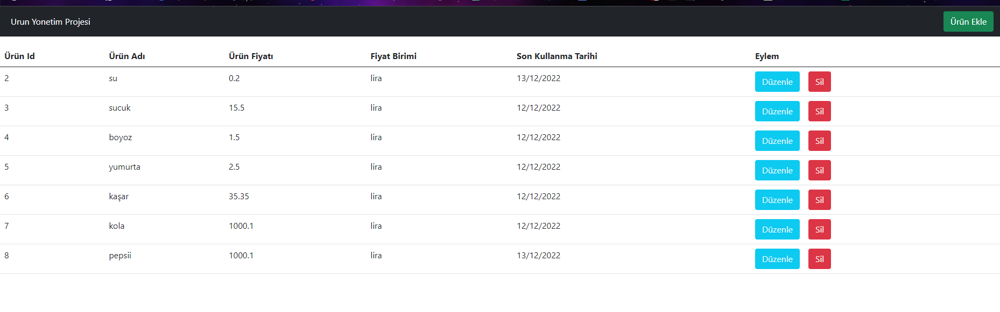 Urun Yonetim Projesi Ürün Ekle
Ürün Id Ürün Adı Ürün Fiyatı Fiyat Birimi Son Kullanma Tarihi Eylem
2 su 0.2 lira 13/12/2022 Düzenle Sil
3 sucuk 15.5 lira 12/12/2022 Düzenle Sil
4 boyoz 1.5 lira 12/12/2022 Düzenle Sil
5 yumurta 2.5 lira 12/12/2022 Düzenle Sil
6 kaşar 35.35 lira 12/12/2022 Düzenle Sil
7 kola 1000.1 lira 12/12/2022 Düzenle Sil
8 pepsii 1000.1 lira 13/12/2022 Düzenle Sil